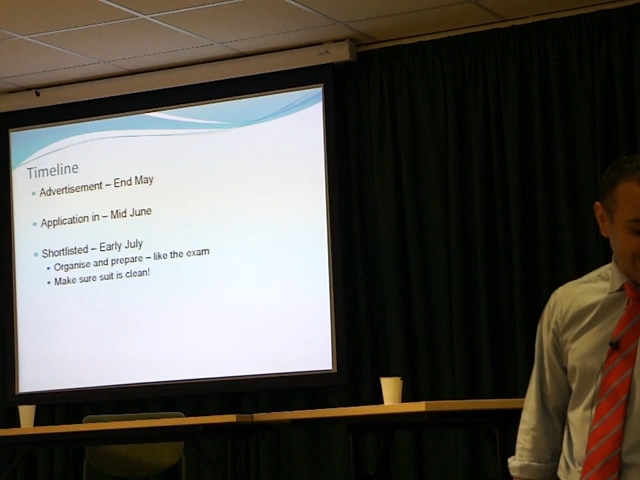 Timeline
Advertisement – End May
Application in – Mid June
Shortlisted – Early July
Organise and prepare – like the exam
Make sure suit is clean!